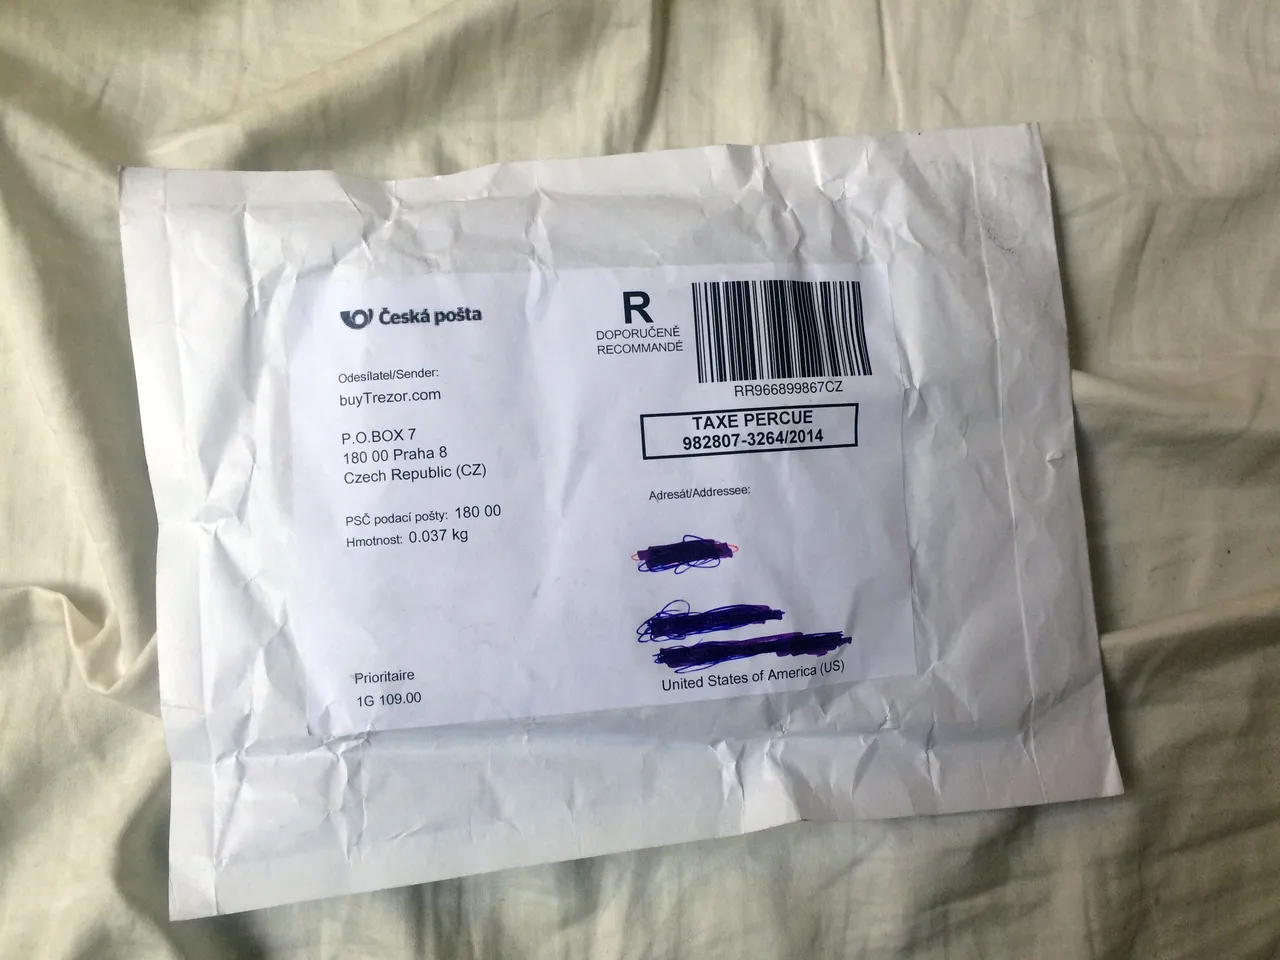 Česká pošta
Odesílatel/Sender:
buyTrezor.com
P.O.BOX 7
180 00 Praha 8
Czech Republic (CZ)
PSČ podací pošty: 180 00
Hmotnost: 0.037 kg
Prioritaire
1G 109.00
R
DOPORUČENĚ
RECOMMANDÉ
RR966899867CZ
TAXE PERCUE
982807-3264/2014
Adresát/Addressee:
United States of America (US)